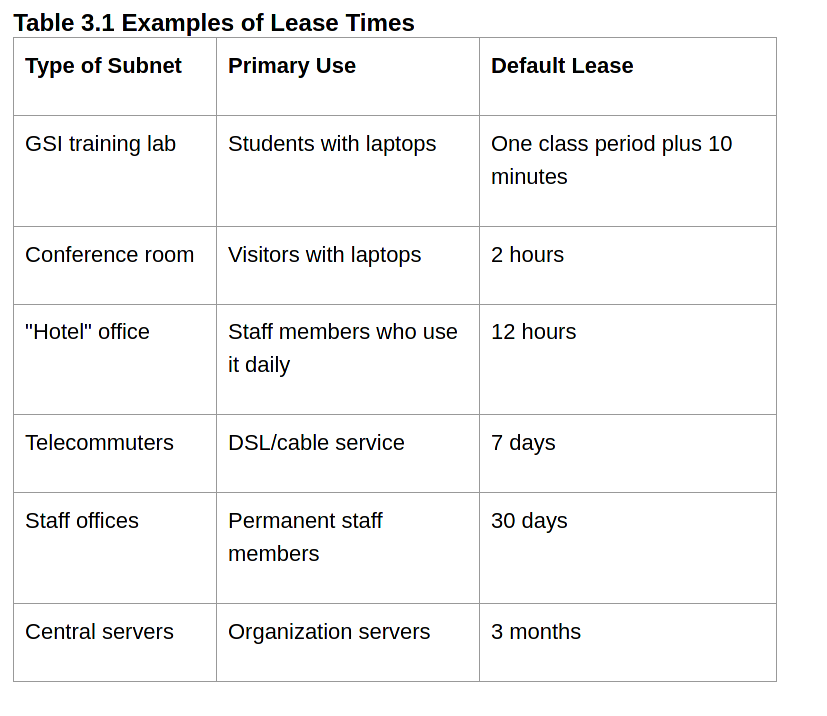 Table 3.1 Examples of Lease Times
Type of Subnet Primary Use Default Lease
GSI training lab Students with laptops One class period plus 10
minutes
Conference room Visitors with laptops 2 hours
"Hotel" office Staff members who use 12 hours
it daily
Telecommuters DSL/cable service 7 days
Staff offices Permanent staff 30 days
members
Central servers Organization servers 3 months